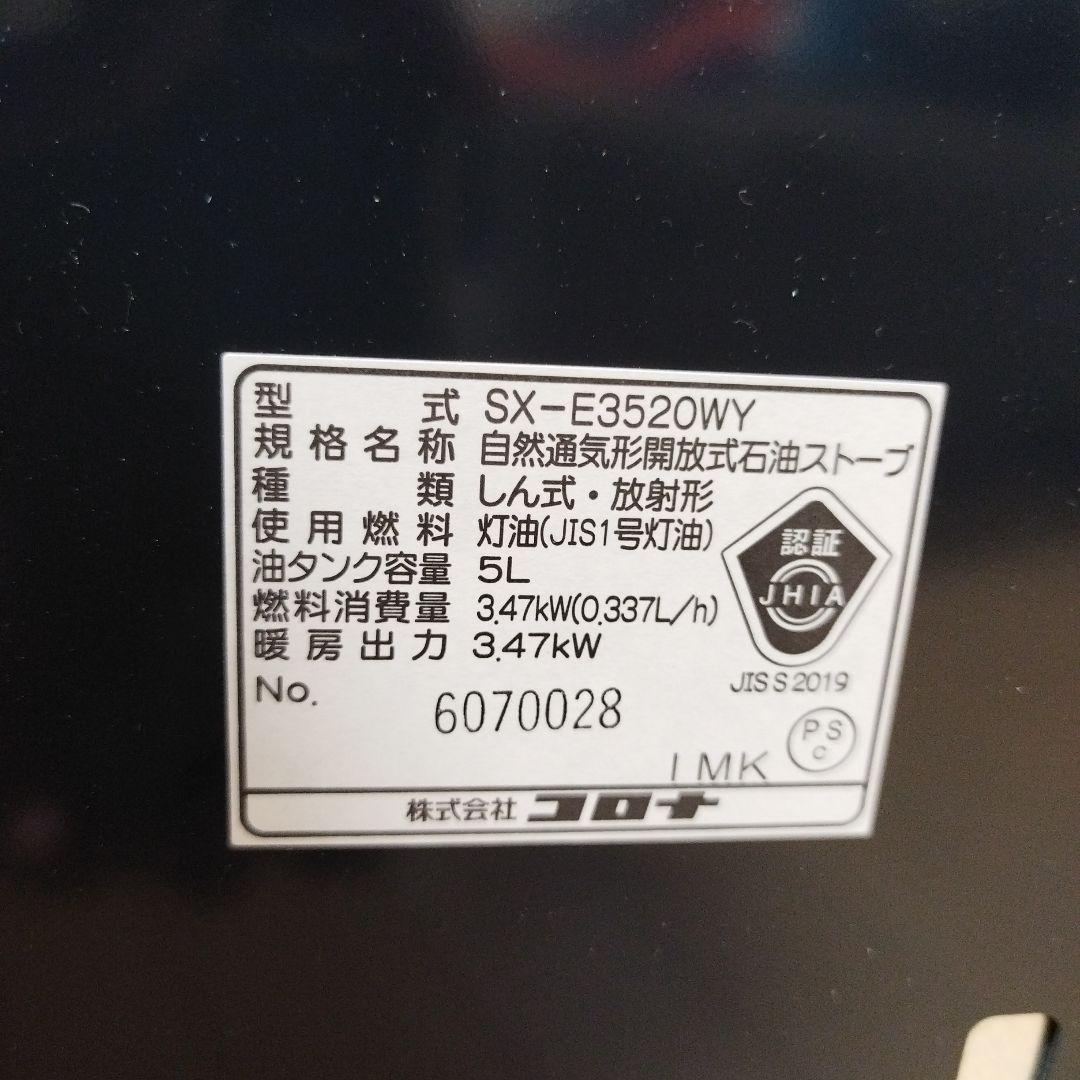 型式 SX-E3520WY
規格名称 自然通気形開放式石油ストーブ
種類 しん式・放射形
使用燃料 灯油(JIS1号灯油)
油タンク容量 5L
燃料消費量 3.47kW(0.337L/h)
暖房出力 3.47kW
認証
JHIA
JIS S 2019
No. 6070028
PS
C
IMK
株式会社 コロナ